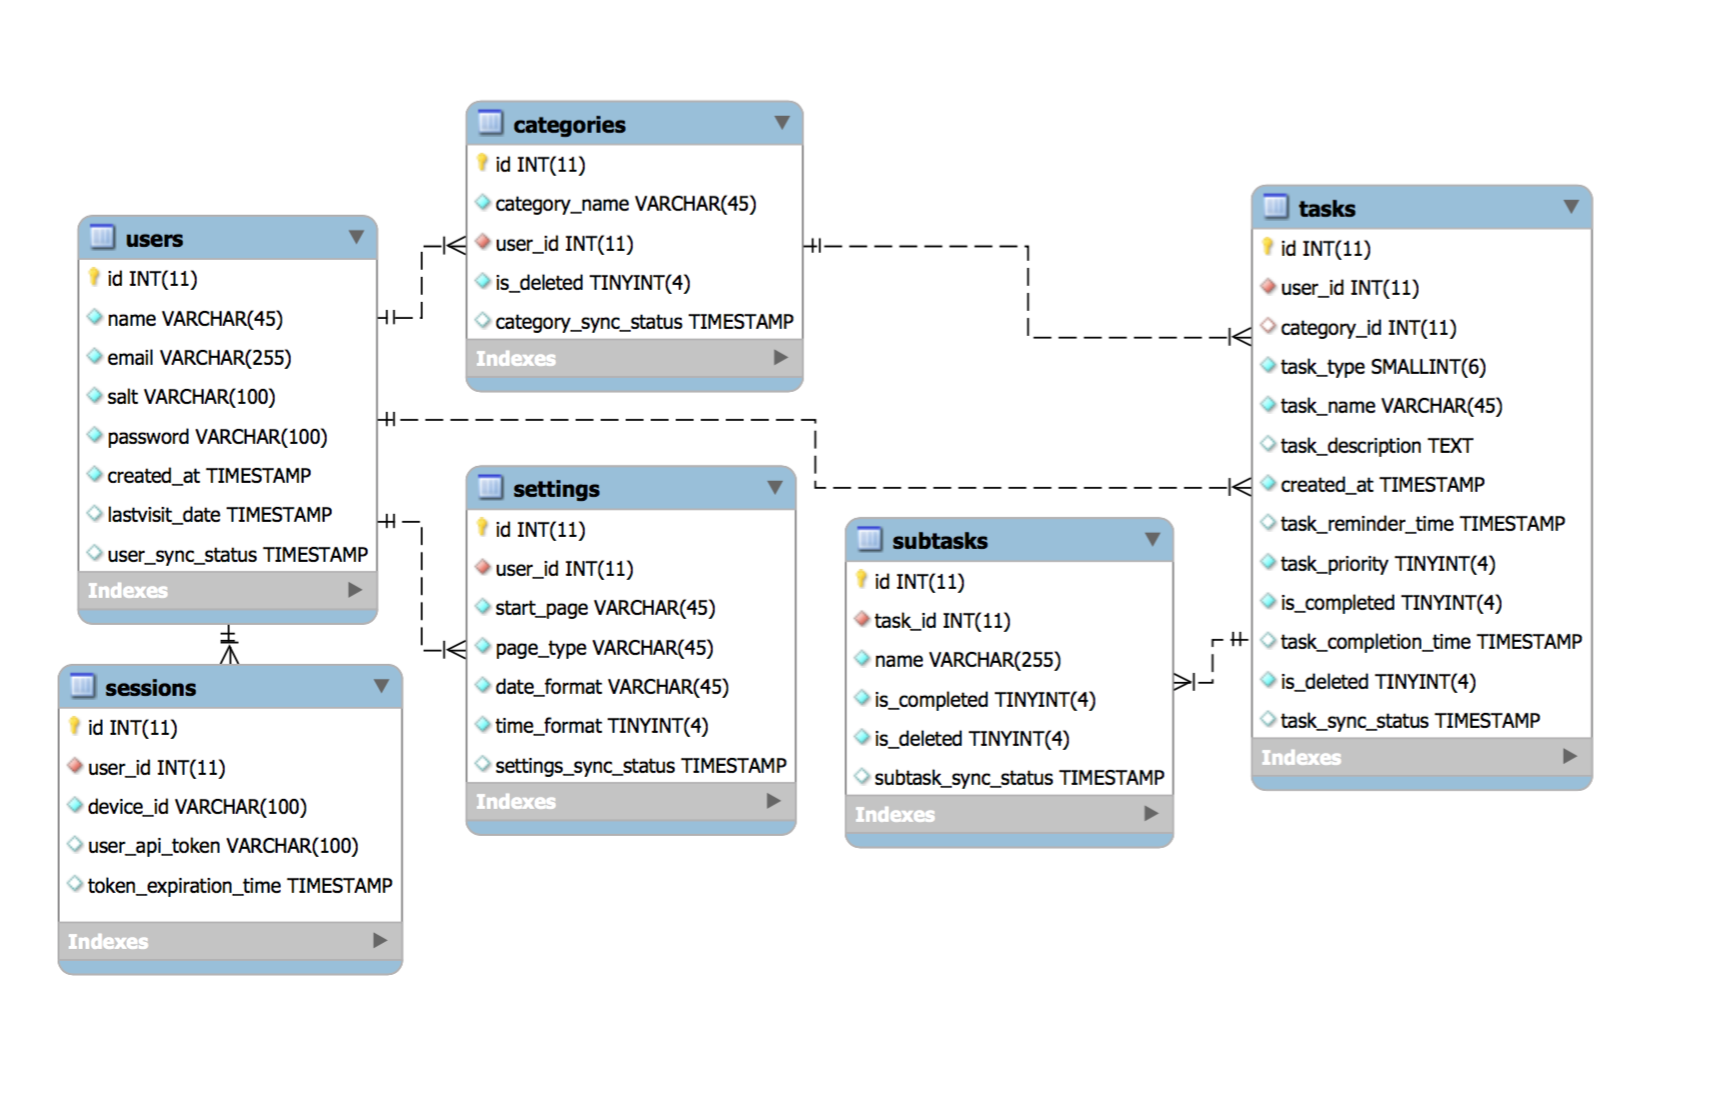 categories
id INT(11)
category_name VARCHAR(45)
user_id INT(11)
is_deleted TINYINT(4)
category_sync_status TIMESTAMP
Indexes
users
id INT(11)
name VARCHAR(45)
email VARCHAR(255)
salt VARCHAR(100)
password VARCHAR(100)
created_at TIMESTAMP
lastvisit_date TIMESTAMP
user_sync_status TIMESTAMP
Indexes
tasks
id INT(11)
user_id INT(11)
category_id INT(11)
task_type SMALLINT(6)
task_name VARCHAR(45)
task_description TEXT
created_at TIMESTAMP
task_reminder_time TIMESTAMP
task_priority TINYINT(4)
is_completed TINYINT(4)
task_completion_time TIMESTAMP
is_deleted TINYINT(4)
task_sync_status TIMESTAMP
Indexes
settings
id INT(11)
user_id INT(11)
start_page VARCHAR(45)
page_type VARCHAR(45)
date_format VARCHAR(45)
time_format TINYINT(4)
settings_sync_status TIMESTAMP
Indexes
subtasks
id INT(11)
task_id INT(11)
name VARCHAR(255)
is_completed TINYINT(4)
is_deleted TINYINT(4)
subtask_sync_status TIMESTAMP
Indexes
sessions
id INT(11)
user_id INT(11)
device_id VARCHAR(100)
user_api_token VARCHAR(100)
token_expiration_time TIMESTAMP
Indexes